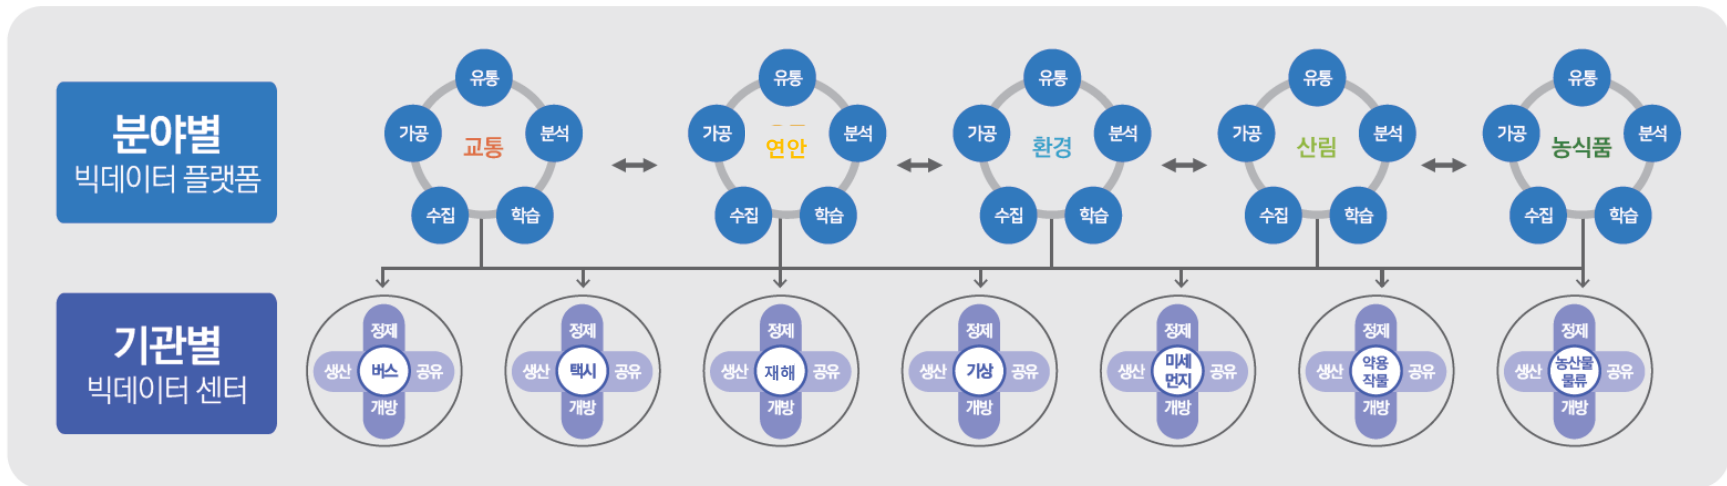 분야별
빅데이터 플랫폼
유통
가공
분석
교통
수집
학습
유통
가공
분석
연안
수집
학습
유통
가공
분석
환경
수집
학습
유통
가공
분석
산림
수집
학습
유통
가공
분석
농식품
수집
학습
기관별
빅데이터 센터
정제
생산 버스 공유
개방
정제
생산 택시 공유
개방
정제
생산 재해 공유
개방
정제
생산 기상 공유
개방
정제
생산 미세 공유
먼지
개방
정제
생산 약용 공유
작물
개방
정제
생산 농산물 공유
물류
개방